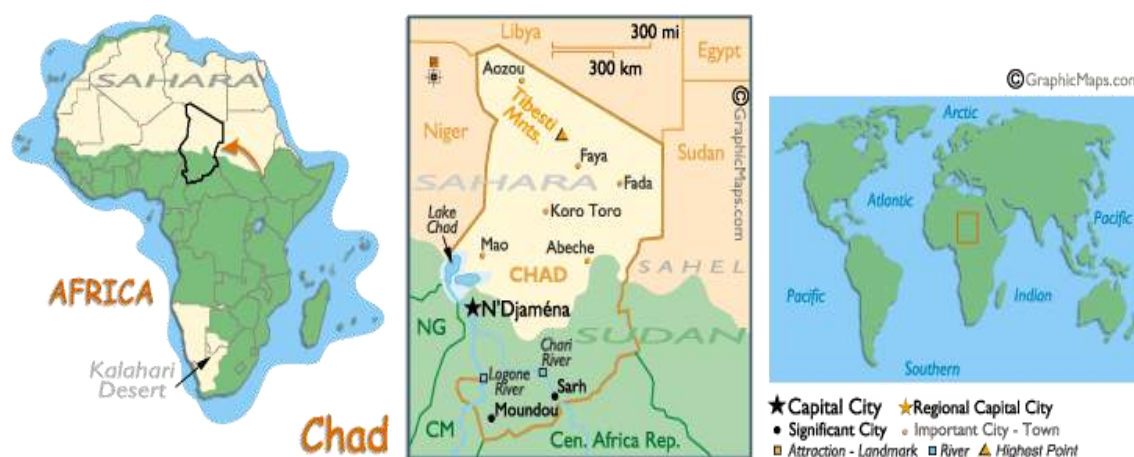 SAHARA
AFRICA
Kalahari
Desert
Chad
Libya
300 mi
300 km
Egypt
Aozou
Tibesti
Mnts.
Niger
Sudan
Faya
SAHARA
Fada
Koro Toro
Lake
Chad
Mao
Abeche
CHAD
SAHEL
N'Djaména
NG
SUDAN
Chari
River
Logone
River
Sarh
Moundou
CM
Cen. Africa Rep.
©GraphicMaps.com
©GraphicMaps.com
Arctic
Atlantic
Pacific
Pacific
Indian
Southern
Capital City
Regional Capital City
Significant City
Important City - Town
Attraction - Landmark
River
Highest Point